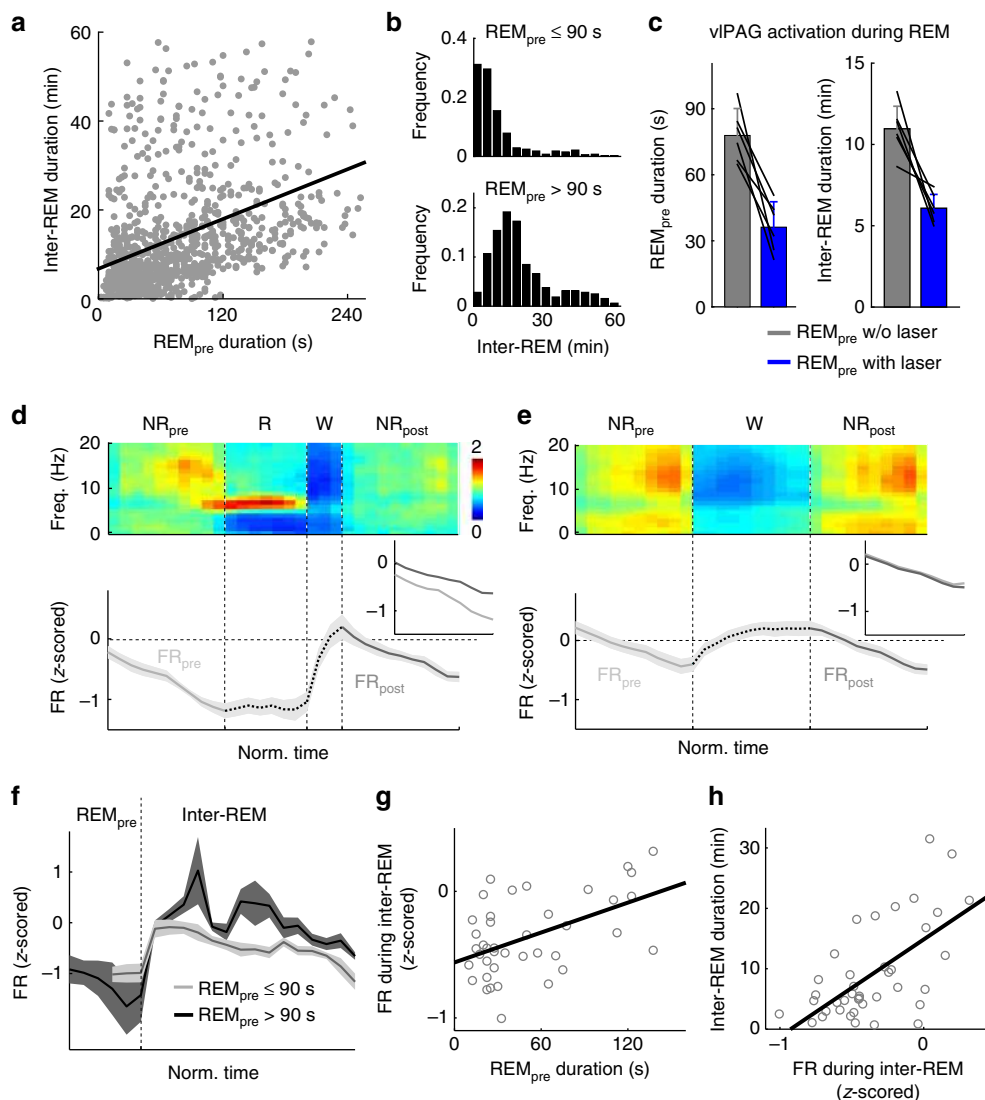 a
Inter-REM duration (min)
60
40
20
0
0 120 240
REMpre duration (s)
b
REMpre ≤ 90 s
Frequency
0.4
0.2
0
REMpre > 90 s
Frequency
0.2
0.1
0
0 30 60
Inter-REM (min)
c vlPAG activation during REM
REMpre duration (s)
90
60
30
0
Inter-REM duration (min)
15
10
5
0
REMpre w/o laser
REMpre with laser
d
NRpre R W NRpost
Freq. (Hz)
20
10
0
2
0
0
−1
FR (z-scored)
0
−1
FRpre
FRpost
Norm. time
e
NRpre W NRpost
Freq. (Hz)
20
10
0
0
−1
FR (z-scored)
0
−1
FRpre
FRpost
Norm. time
f
REMpre Inter-REM
FR (z-scored)
1
0
−1
REMpre ≤ 90 s
REMpre > 90 s
Norm. time
g
FR during inter-REM
(z-scored)
0
−1
0 60 120
REMpre duration (s)
h
Inter-REM duration (min)
30
20
10
0
−1 0
FR during inter-REM
(z-scored)